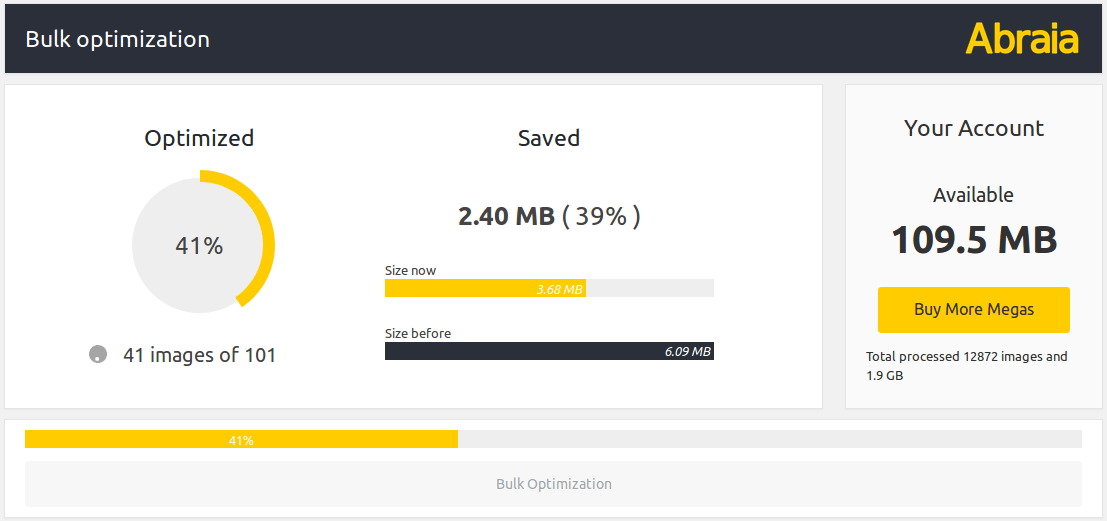 Bulk optimization
Abraia
Optimized
41%
41 images of 101
Saved
2.40 MB ( 39% )
Size now
3.68 MB
Size before
6.09 MB
Your Account
Available
109.5 MB
Buy More Megas
Total processed 12872 images and
1.9 GB
41%
Bulk Optimization